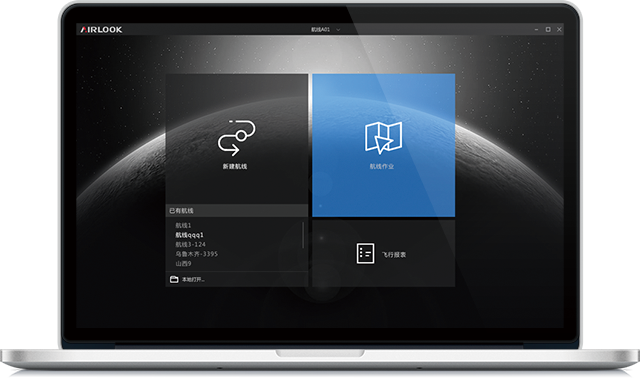 AIRLOOK
航线A01
新建航线
航线作业
已有航线
航线1
航线qqq1
航线3-124
乌鲁木齐-3395
山西9
本地打开...
飞行报表